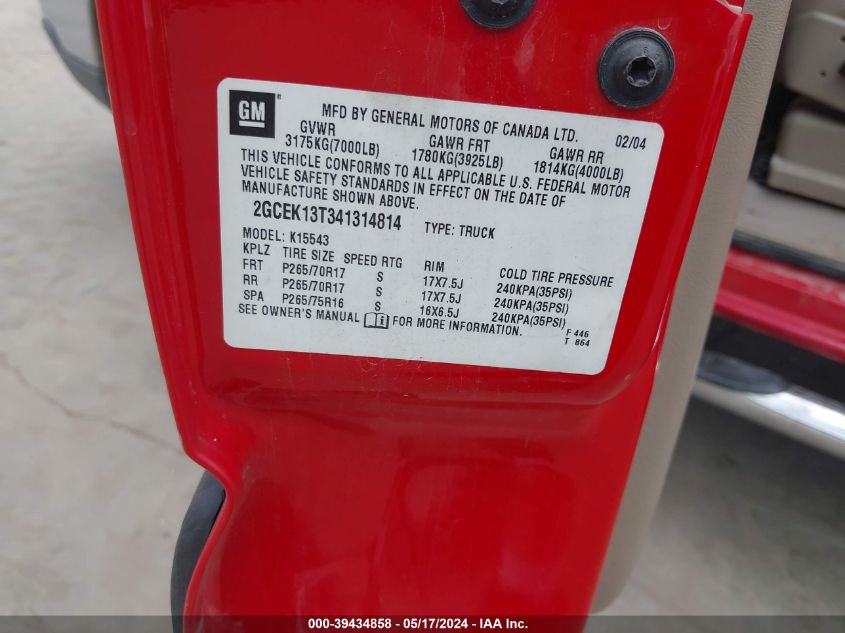 GM® MFD BY GENERAL MOTORS OF CANADA LTD. 02/04
GVWR GAWR FRT GAWR RR
3175KG(7000LB) 1780KG(3925LB) 1814KG(4000LB)
THIS VEHICLE CONFORMS TO ALL APPLICABLE U.S. FEDERAL MOTOR
VEHICLE SAFETY STANDARDS IN EFFECT ON THE DATE OF
MANUFACTURE SHOWN ABOVE.
2GCEK13T341314814 TYPE: TRUCK
MODEL: K15543
KPLZ TIRE SIZE SPEED RTG RIM COLD TIRE PRESSURE
FRT P265/70R17 S 17X7.5J 240KPA(35PSI)
RR P265/70R17 S 17X7.5J 240KPA(35PSI)
SPA P265/75R16 S 16X6.5J 240KPA(35PSI)
SEE OWNER'S MANUAL FOR MORE INFORMATION. F 446
T 864
000-39434858 - 05/17/2024 - IAA Inc.